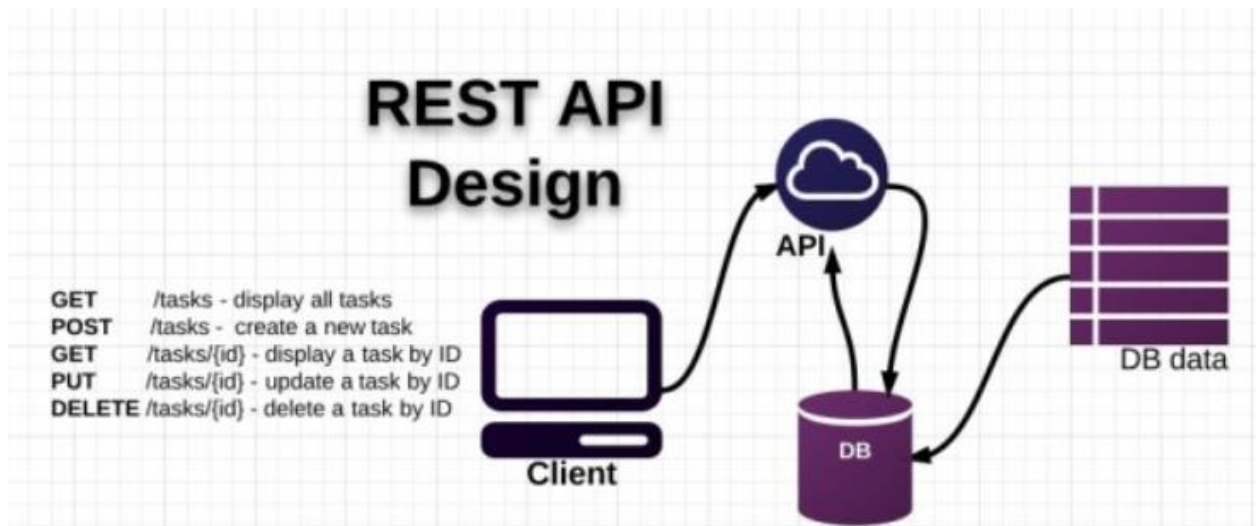 REST API
Design
GET /tasks - display all tasks
POST /tasks - create a new task
GET /tasks/{id} - display a task by ID
PUT /tasks/{id} - update a task by ID
DELETE /tasks/{id} - delete a task by ID
Client
API
DB
DB data